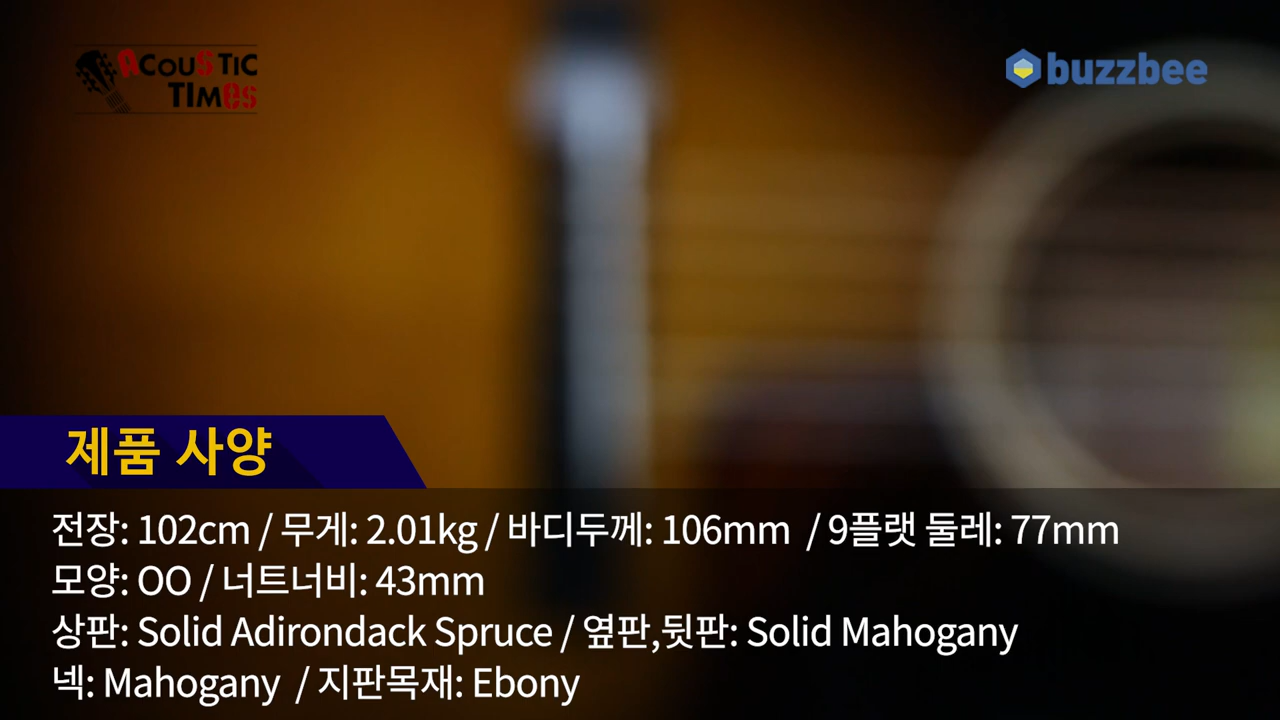 ACOUSTIC
TIMES
buzzbee
제품 사양
전장: 102cm / 무게: 2.01kg / 바디두께: 106mm / 9플랫 둘레: 77mm
모양: OO / 너트너비: 43mm
상판: Solid Adirondack Spruce / 옆판,뒷판: Solid Mahogany
넥: Mahogany / 지판목재: Ebony